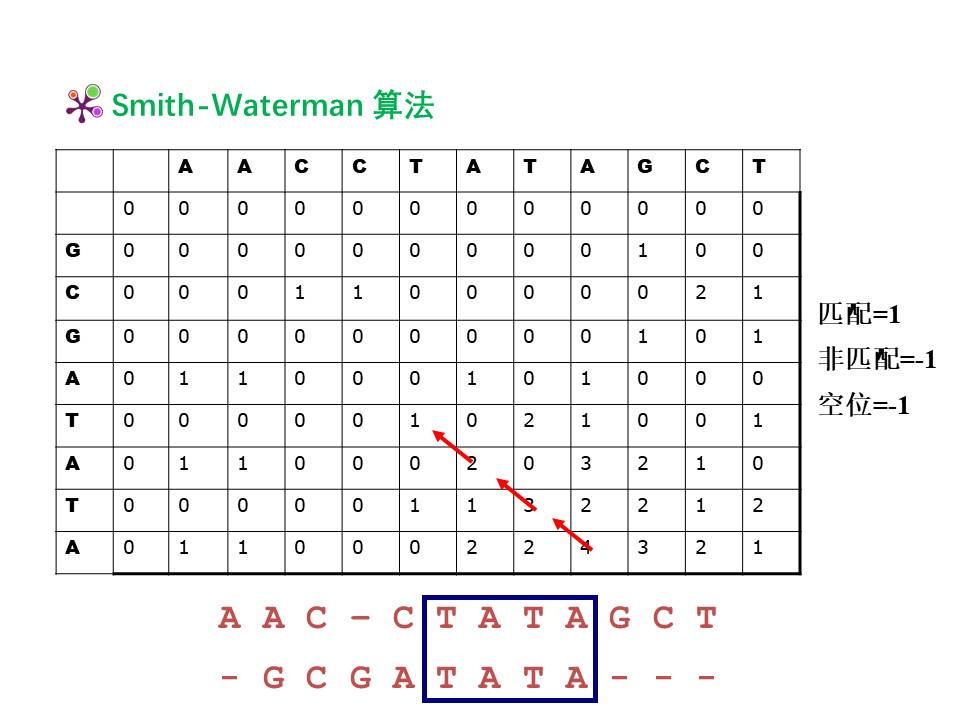 Smith-Waterman 算法
A A C C T A T A G C T
0 0 0 0 0 0 0 0 0 0 0 0
G 0 0 0 0 0 0 0 0 0 1 0 0
C 0 0 0 1 1 0 0 0 0 0 2 1
G 0 0 0 0 0 0 0 0 0 1 0 1
A 0 1 1 0 0 0 1 0 1 0 0 0
T 0 0 0 0 0 1 0 2 1 0 0 1
A 0 1 1 0 0 0 2 0 3 2 1 0
T 0 0 0 0 0 1 1 3 2 2 1 2
A 0 1 1 0 0 0 2 2 4 3 2 1
匹配=1
非匹配=-1
空位=-1
A A C - C T A T A G C T
- G C G A T A T A - - -